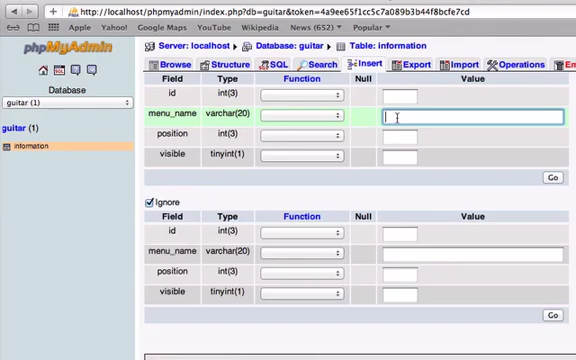 http://localhost/phpmyadmin/index.php?db=guitar&token=4a9ee5f1cc5c7a089b3b44f8bcfe7cd
Apple Yahoo! Google Maps YouTube Wikipedia News (652) Popular
phpMyAdmin
Database
guitar (1)
guitar (1)
information
Server: localhost Database: guitar Table: information
Browse Structure SQL Search Insert Export Import Operations Em
Field Type Function Null Value
id int(3)
menu_name varchar(20)
position int(3)
visible tinyint(1)
Go
Ignore
Field Type Function Null Value
id int(3)
menu_name varchar(20)
position int(3)
visible tinyint(1)
Go